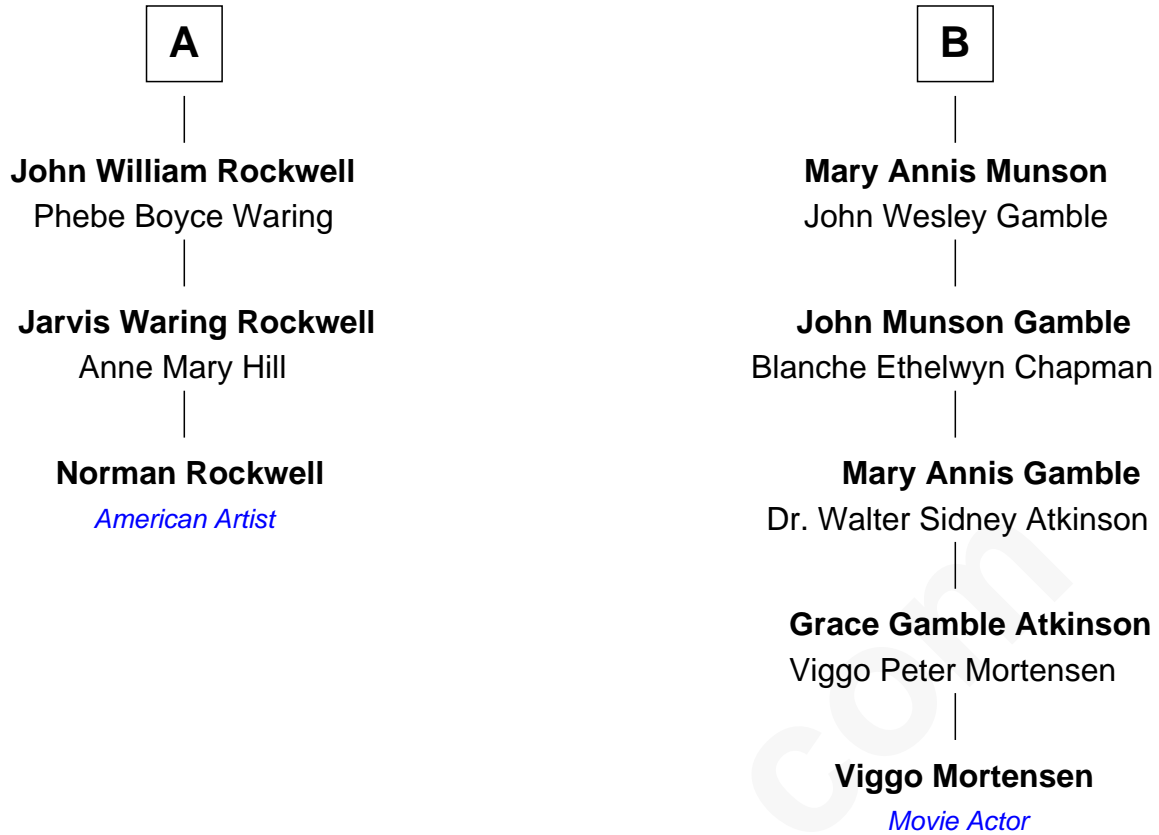 A
John William Rockwell
Phebe Boyce Waring
Jarvis Waring Rockwell
Anne Mary Hill
Norman Rockwell
American Artist
B
Mary Annis Munson
John Wesley Gamble
John Munson Gamble
Blanche Ethelwyn Chapman
Mary Annis Gamble
Dr. Walter Sidney Atkinson
Grace Gamble Atkinson
Viggo Peter Mortensen
Viggo Mortensen
Movie Actor
com